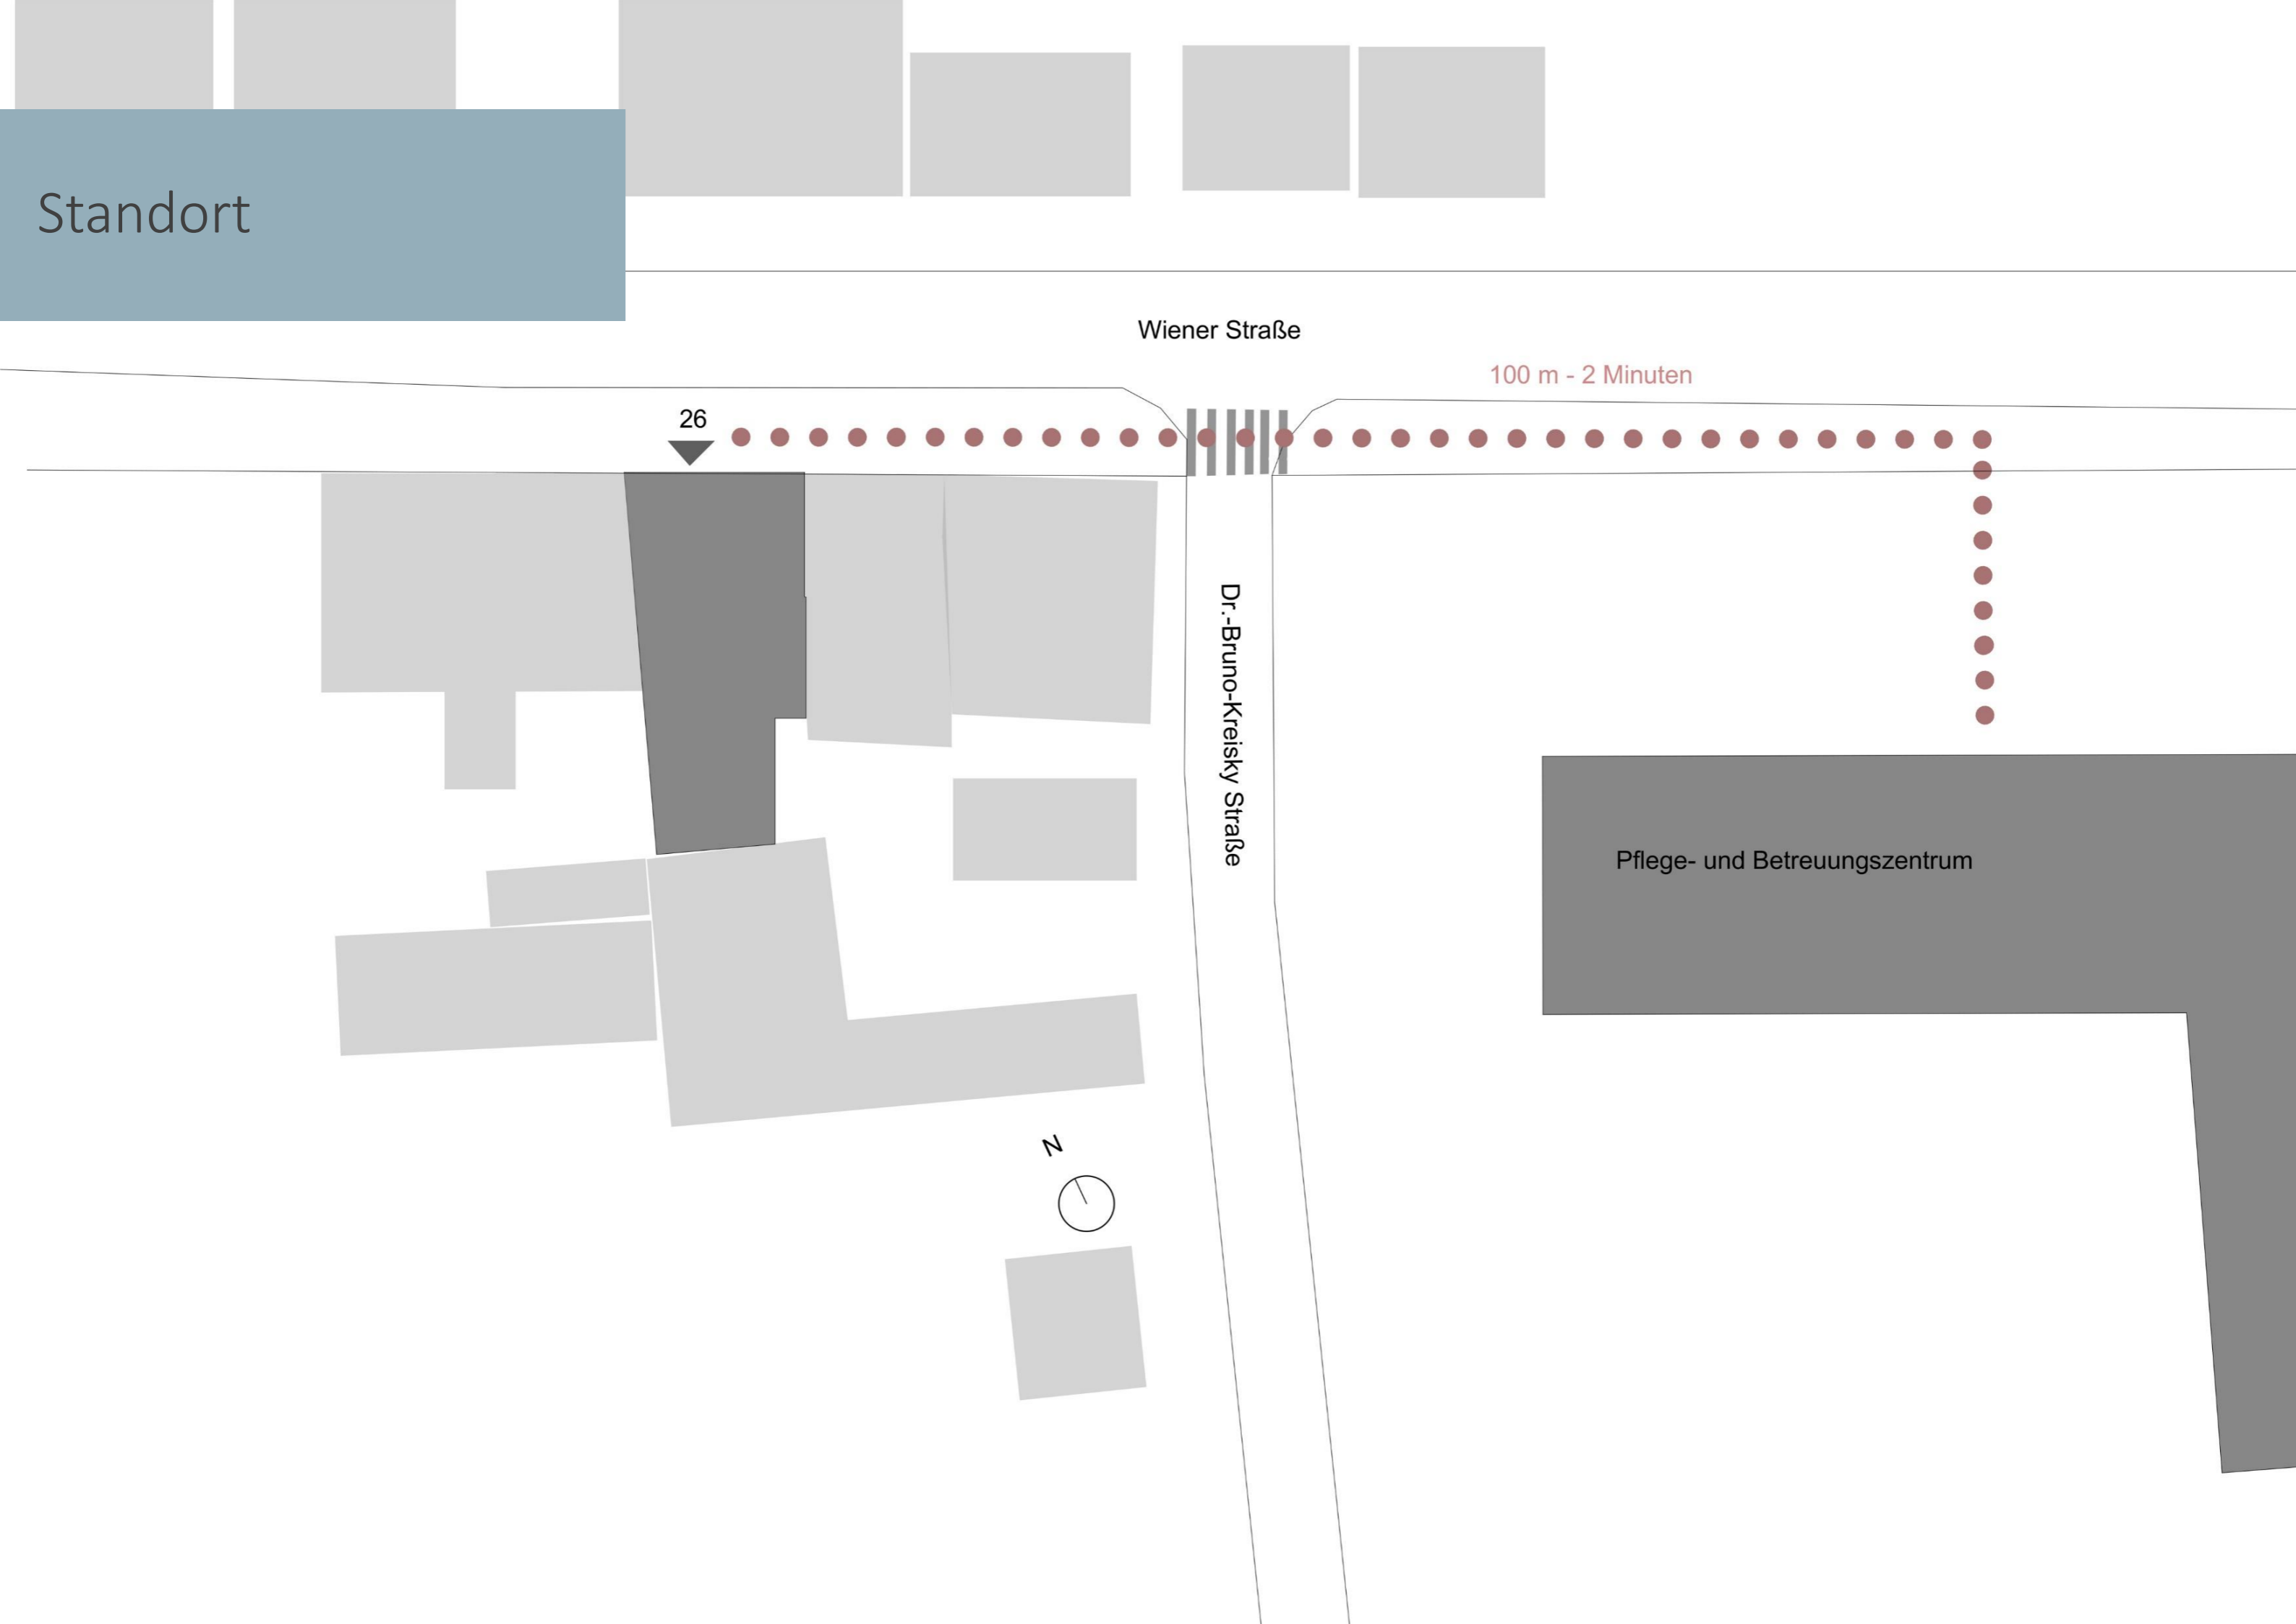 Standort
Wiener Straße
100 m - 2 Minuten
26
Dr.-Bruno-Kreisky Straße
Pflege- und Betreuungszentrum
N